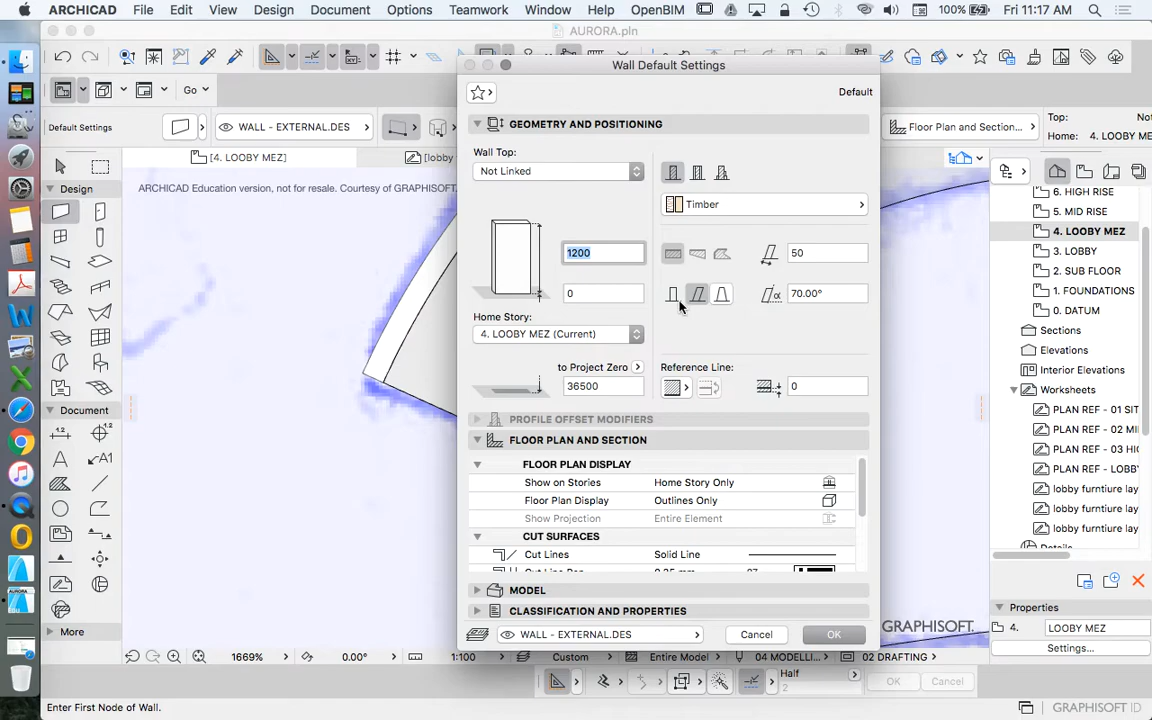 ARCHICAD File Edit View Design Document Options Teamwork Window Help OpenBIM 100% Fri 11:17 AM
AURORA.pln
Go
Wall Default Settings
Default
Default Settings
WALL - EXTERNAL.DES
Floor Plan and Section...
Top: Not
Home: 4. LOOBY M
[4. LOOBY MEZ]
[lobby
ARCHICAD Education version, not for resale. Courtesy of GRAPHISOFT.
GEOMETRY AND POSITIONING
Wall Top:
Not Linked
Timber
1200
50
0
70.00°
Home Story:
4. LOOBY MEZ (Current)
to Project Zero
Reference Line:
36500
0
PROFILE OFFSET MODIFIERS
FLOOR PLAN AND SECTION
FLOOR PLAN DISPLAY
Show on Stories Home Story Only
Floor Plan Display Outlines Only
Show Projection Entire Element
CUT SURFACES
Cut Lines Solid Line
MODEL
CLASSIFICATION AND PROPERTIES
WALL - EXTERNAL.DES
Cancel
OK
Design
Document
More
6. HIGH RISE
5. MID RISE
4. LOOBY MEZ
3. LOBBY
2. SUB FLOOR
1. FOUNDATIONS
0. DATUM
Sections
Elevations
Interior Elevations
Worksheets
PLAN REF - 01 SIT
PLAN REF - 02 MI
PLAN REF - 03 HIG
PLAN REF - LOBB
lobby furntiure lay
lobby furntiure lay
lobby furntiure lay
Properties
4. LOOBY MEZ
Settings...
GRAPHISOFT.
1669% 0.00° 1:100 Custom Entire Model 04 MODELLI... 02 DRAFTING
Half
2
OK Cancel
Enter First Node of Wall.
GRAPHISOFT ID